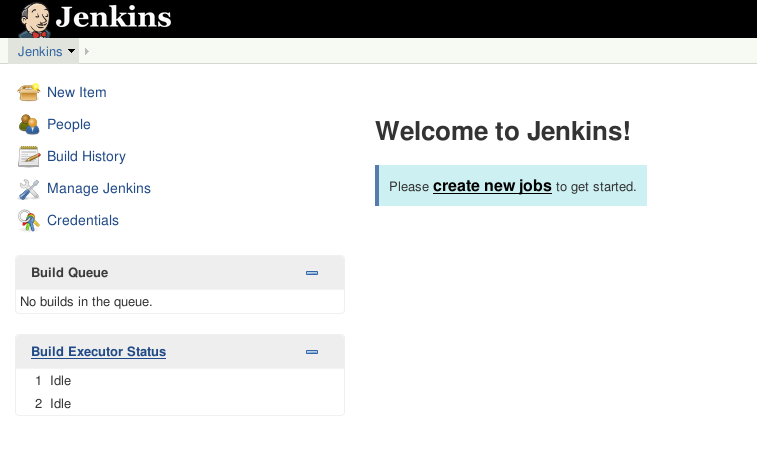 Jenkins
Jenkins
New Item
People
Build History
Manage Jenkins
Credentials
Build Queue
No builds in the queue.
Build Executor Status
1 Idle
2 Idle
Welcome to Jenkins!
Please create new jobs to get started.